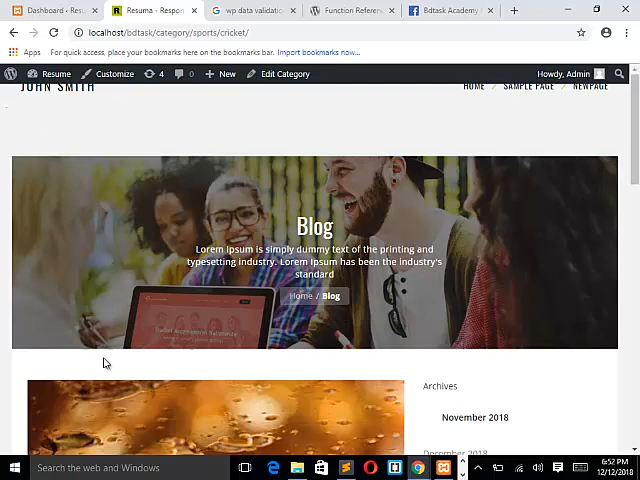 Dashboard ‹ Resu
Resuma – Respon
wp data validatio
Function Referen
Bdtask Academy
localhost/bdtask/category/sports/cricket/
Apps For quick access, place your bookmarks here on the bookmarks bar. Import bookmarks now...
Resume Customize 4 0 New Edit Category Howdy, Admin
JOHN SMITH
HOME / SAMPLE PAGE / NEWPAGE
Blog
Lorem Ipsum is simply dummy text of the printing and
typesetting industry. Lorem Ipsum has been the industry's
standard
Home / Blog
Archives
November 2018
December 2018
Search the web and Windows
6:52 PM
12/12/2018